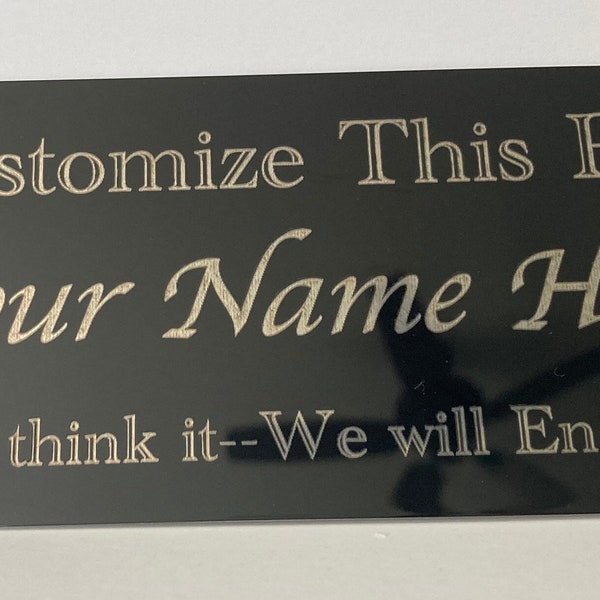 stomize This
our Name H
think it--We will En